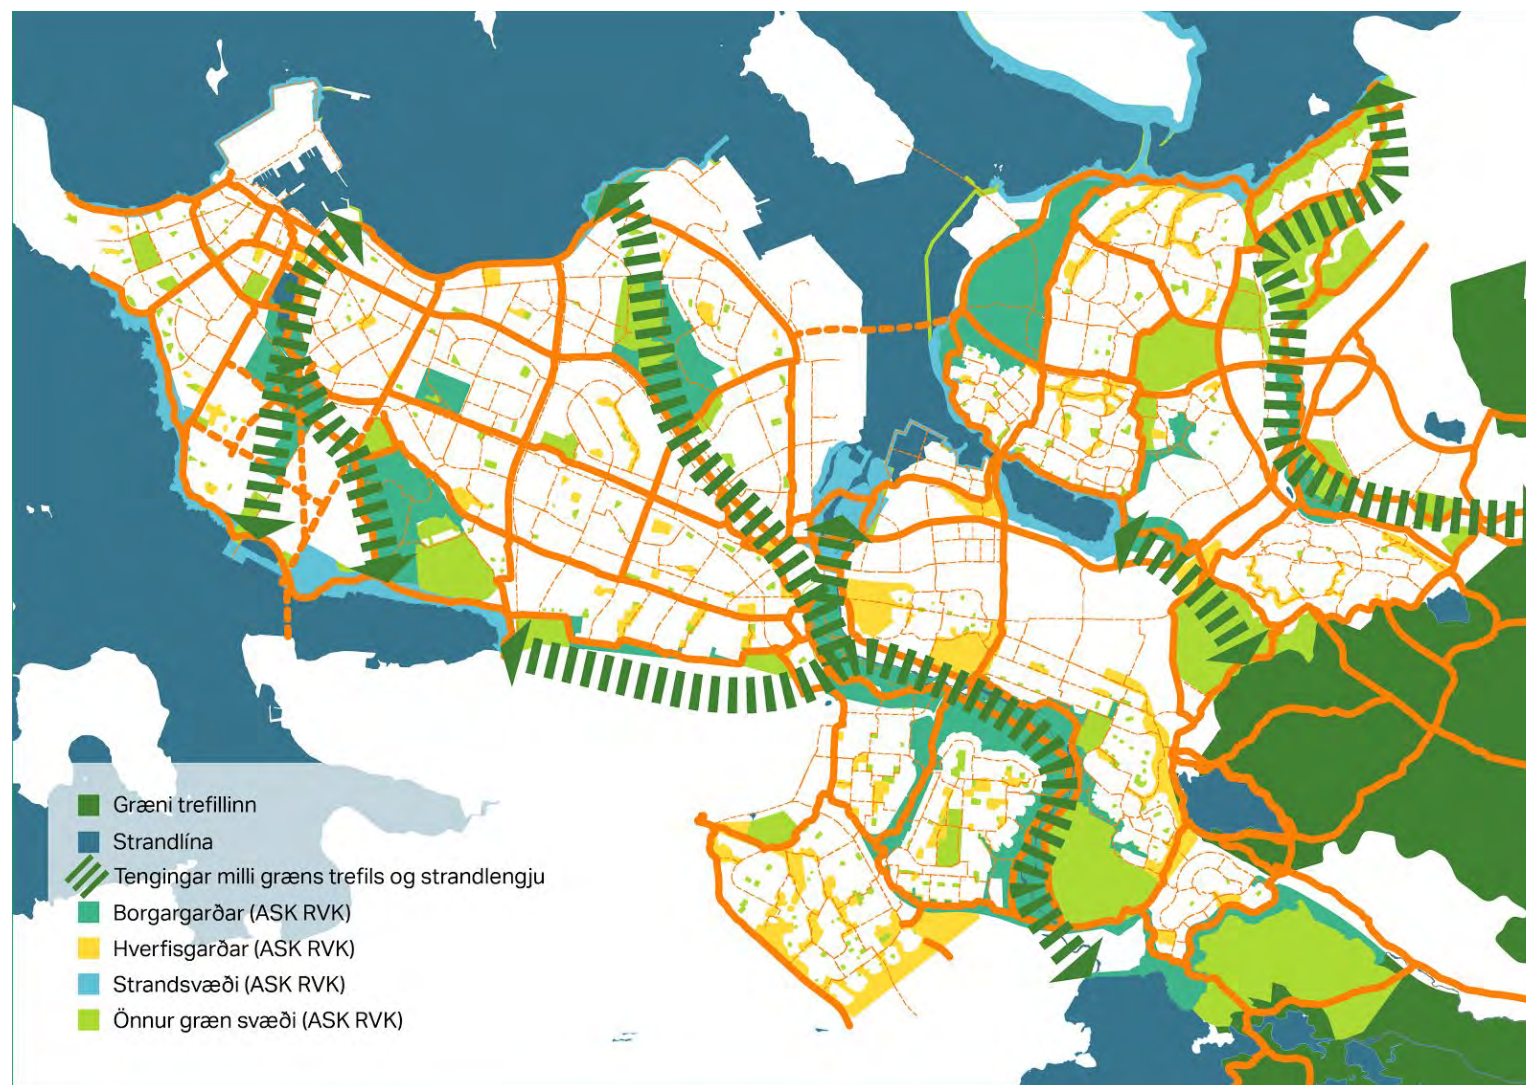 Græni trefillinn
Strandlína
Tengingar milli græns trefils og strandlengju
Borgargarðar (ASK RVK)
Hverfisgarðar (ASK RVK)
Strandsvæði (ASK RVK)
Önnur græn svæði (ASK RVK)